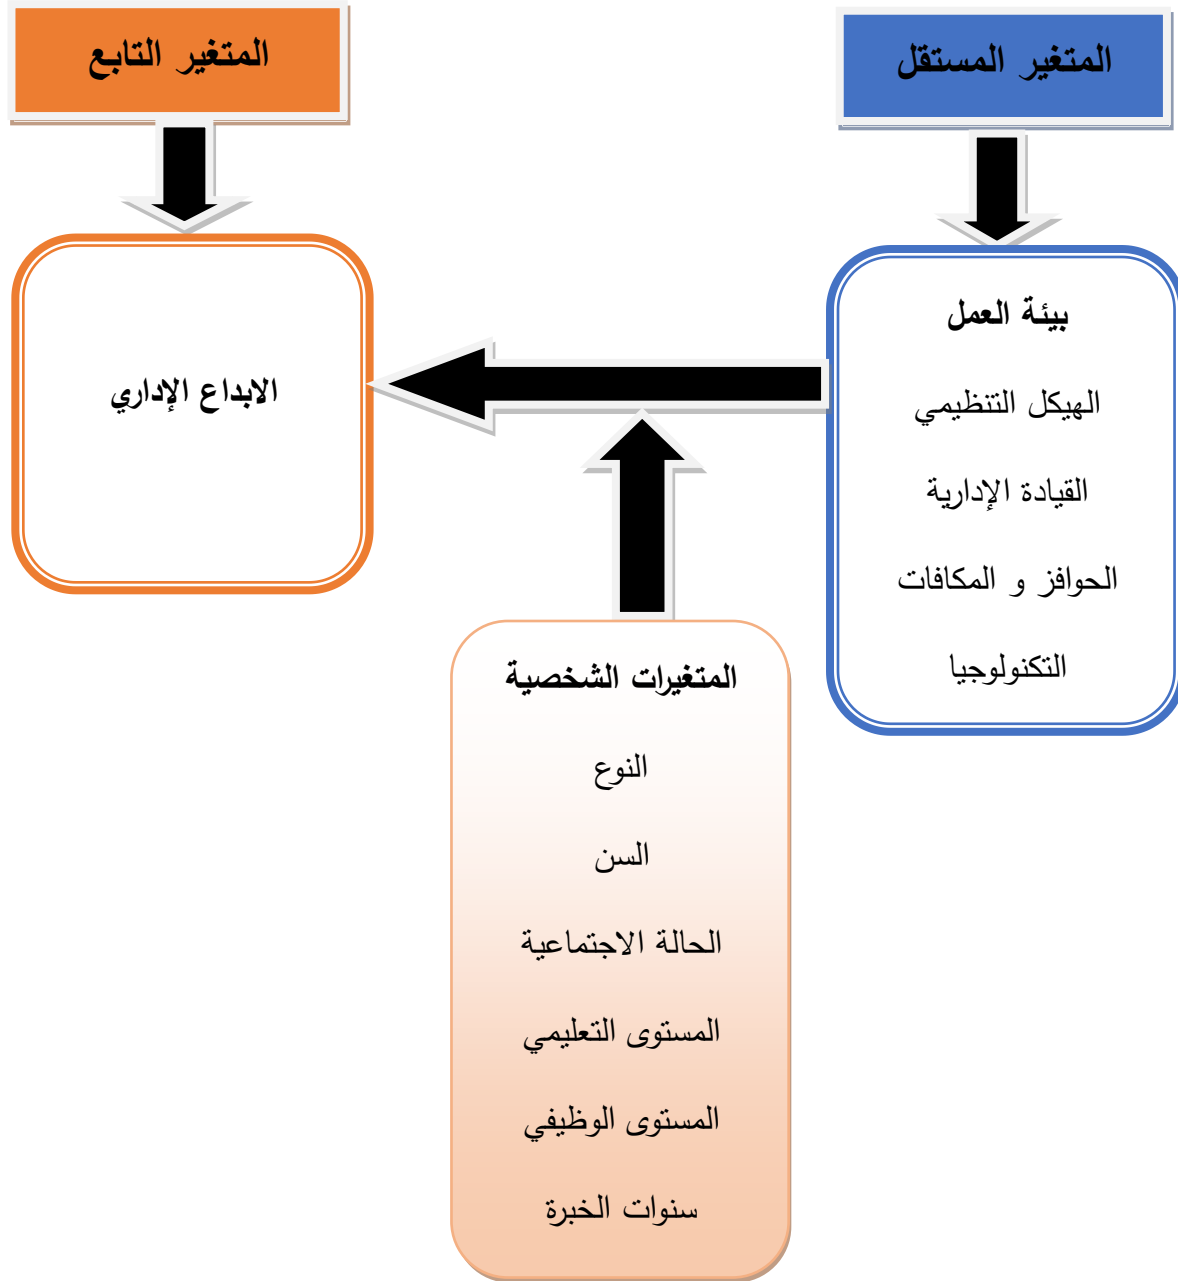 المتغير المستقل
المتغير التابع
بيئة العمل
الهيكل التنظيمي
القيادة الإدارية
الحوافز و المكافات
التكنولوجيا
الابداع الإداري
المتغيرات الشخصية
النوع
السن
الحالة الاجتماعية
المستوى التعليمي
المستوى الوظيفي
سنوات الخبرة